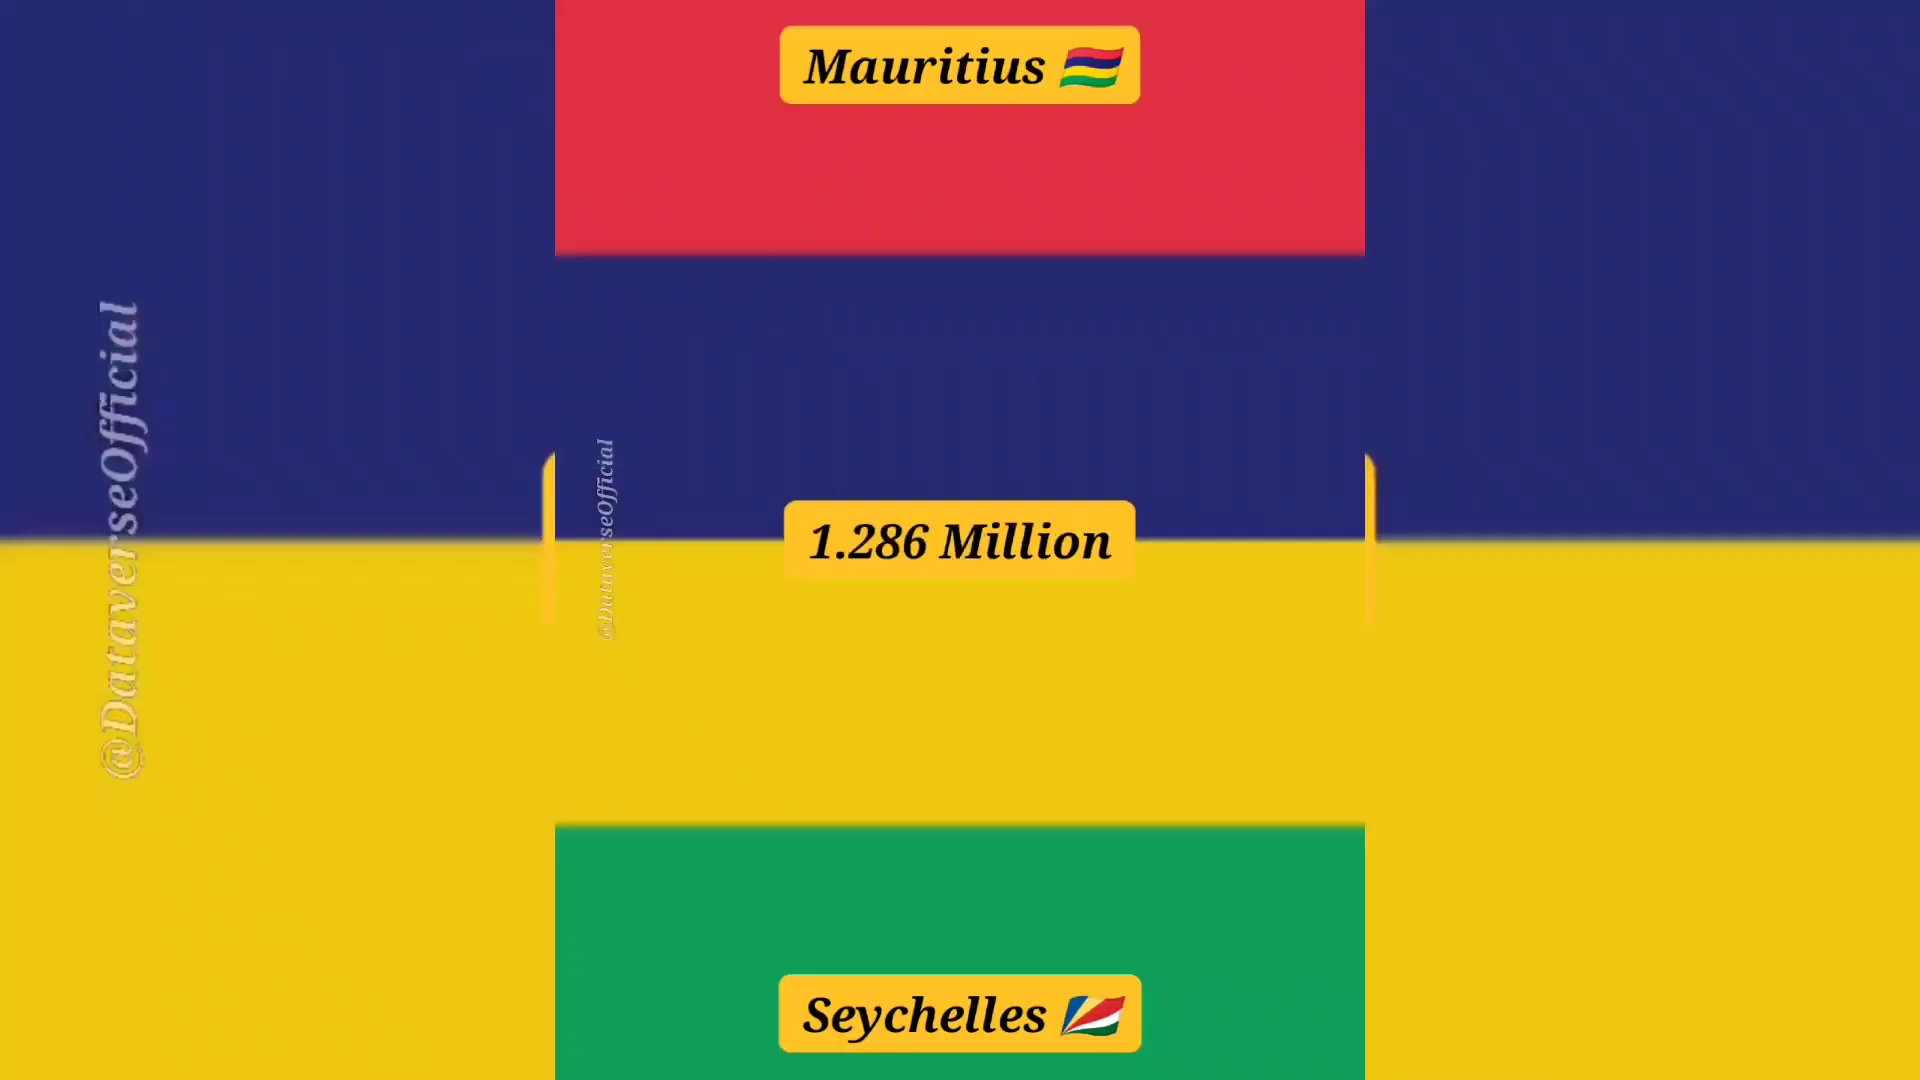 Mauritius 🇲🇺
@DataverseOfficial
@DataverseOfficial
1.286 Million
Seychelles 🇸🇨